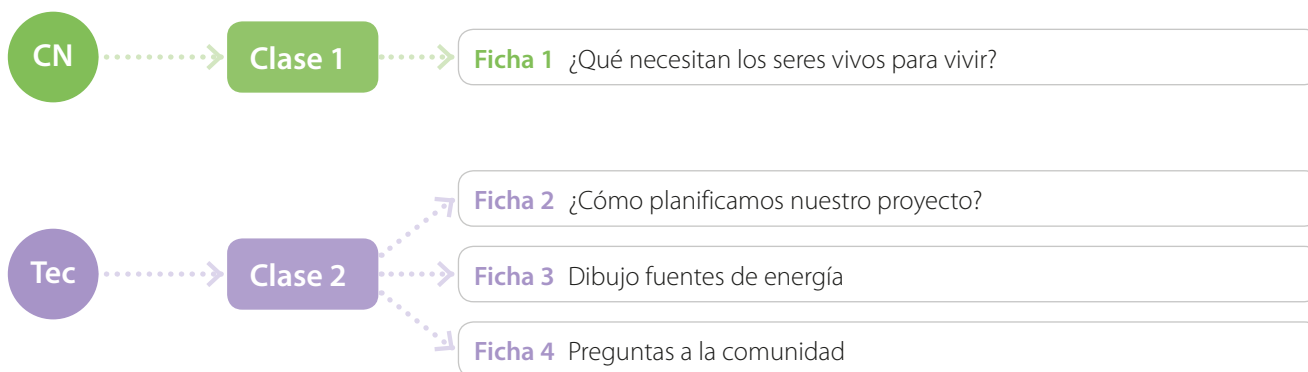 CN
Clase 1
Ficha 1 ¿Qué necesitan los seres vivos para vivir?
Tec
Clase 2
Ficha 2 ¿Cómo planificamos nuestro proyecto?
Ficha 3 Dibujo fuentes de energía
Ficha 4 Preguntas a la comunidad